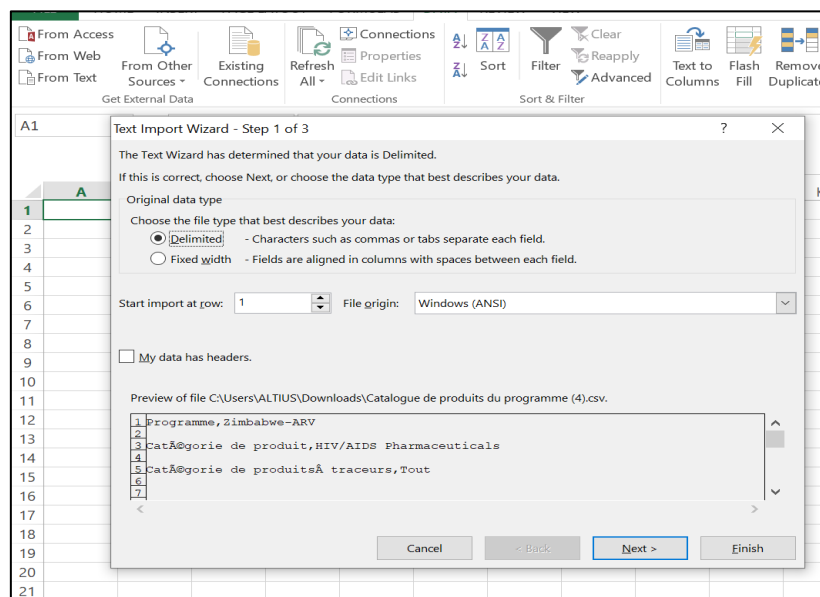 From Access
From Web
From Text
From Other
Sources
Get External Data
Existing
Connections
Refresh
All
Connections
Properties
Edit Links
Connections
Sort
Filter
Clear
Reapply
Advanced
Sort & Filter
Text to
Columns
Flash
Fill
Remove
Duplicate
A1
A
1
2
3
4
5
6
7
8
9
10
11
12
13
14
15
16
17
18
19
20
21
Text Import Wizard - Step 1 of 3
?
The Text Wizard has determined that your data is Delimited.
If this is correct, choose Next, or choose the data type that best describes your data.
Original data type
Choose the file type that best describes your data:
Delimited - Characters such as commas or tabs separate each field.
Fixed width - Fields are aligned in columns with spaces between each field.
Start import at row: 1 File origin: Windows (ANSI)
My data has headers.
Preview of file C:\Users\ALTIUS\Downloads\Catalogue de produits du programme (4).csv.
1 Programme,Zimbabwe-ARV
2
3 CatÃ©gorie de produit,HIV/AIDS Pharmaceuticals
4
5 CatÃ©gorie de produitsÂ traceurs,Tout
6
7
Cancel < Back Next > Finish